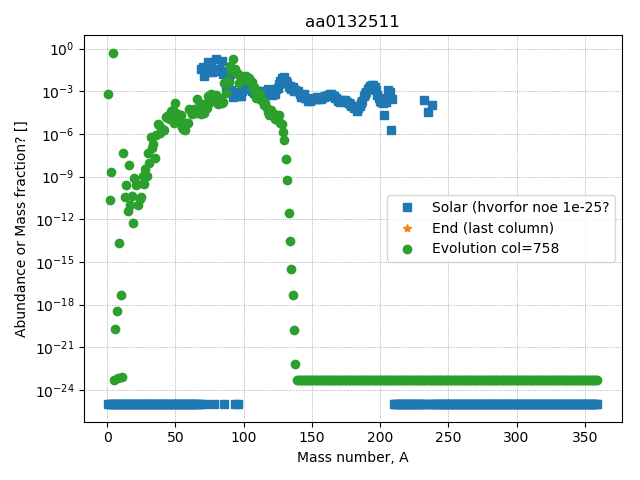 aa0132511
Abundance or Mass fraction? []
10^0
10^−3
10^−6
10^−9
10^−12
10^−15
10^−18
10^−21
10^−24
Solar (hvorfor noe 1e-25?
End (last column)
Evolution col=758
0 50 100 150 200 250 300 350
Mass number, A